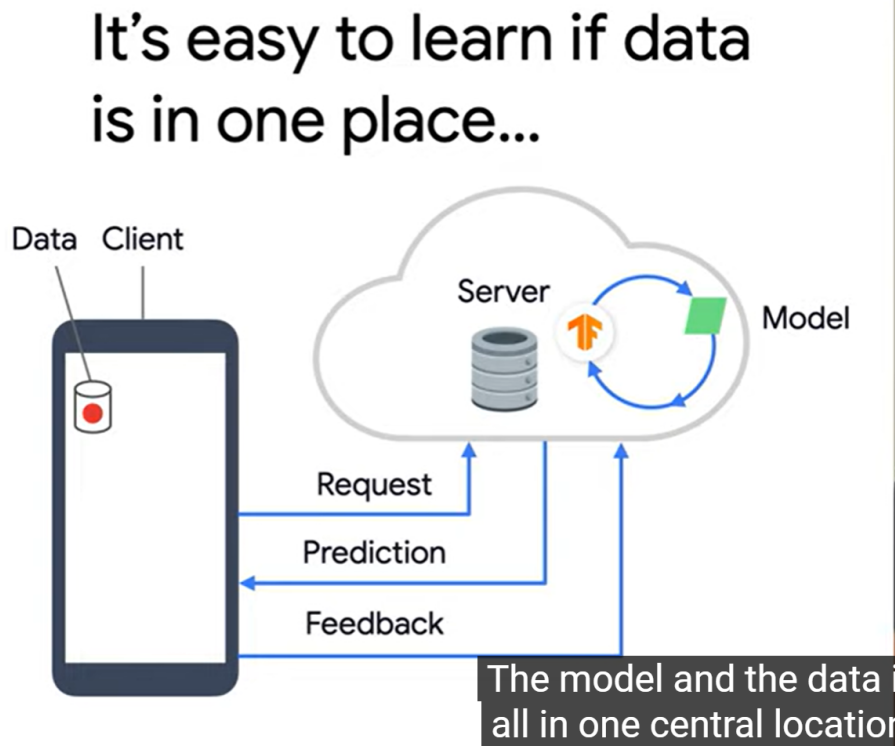 It's easy to learn if data
is in one place...
Data Client
Server
Model
Request
Prediction
Feedback
The model and the data
all in one central location